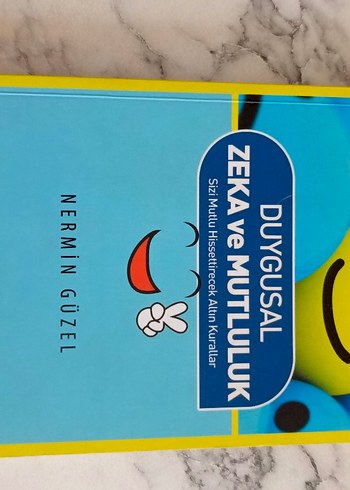 DUYGUSAL
ZEKA ve MUTLULUK
Sizi Mutlu Hissettirecek Altın Kurallar
NERMİN GÜZEL